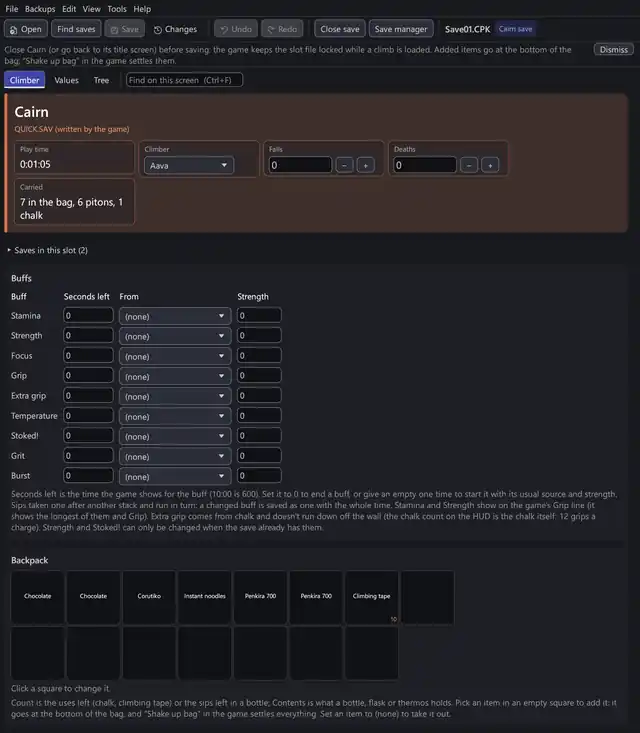 File Backups Edit View Tools Help
Open Find saves Save Changes Undo Redo Close save Save manager Save01.CPK Cairn save
Close Cairn (or go back to its title screen) before saving: the game keeps the slot file locked while a climb is loaded. Added items go at the bottom of the
bag; "Shake up bag" in the game settles them.
Dismiss
Climber Values Tree Find on this screen (Ctrl+F)
Cairn
QUICK.SAV (written by the game)
Play time
0:01:05
Climber
Aava
Falls
0 − +
Deaths
0 − +
Carried
7 in the bag, 6 pitons, 1
chalk
Saves in this slot (2)
Buffs
Buff Seconds left From Strength
Stamina 0 (none) 0
Strength 0 (none) 0
Focus 0 (none) 0
Grip 0 (none) 0
Extra grip 0 (none) 0
Temperature 0 (none) 0
Stoked! 0 (none) 0
Grit 0 (none) 0
Burst 0 (none) 0
Seconds left is the time the game shows for the buff (10:00 is 600). Set it to 0 to end a buff, or give an empty one time to start it with its usual source and strength.
Sips taken one after another stack and run in turn: a changed buff is saved as one with the whole time. Stamina and Strength show on the game's Grip line (it
shows the longest of them and Grip). Extra grip comes from chalk and doesn't run down off the wall (the chalk count on the HUD is the chalk itself: 12 grips a
charge). Strength and Stoked! can only be changed when the save already has them.
Backpack
Chocolate Chocolate Corutiko Instant noodles Penkira 700 Penkira 700 Climbing tape
10
Click a square to change it.
Count is the uses left (chalk, climbing tape) or the sips left in a bottle; Contents is what a bottle, flask or thermos holds. Pick an item in an empty square to add it: it
goes at the bottom of the bag, and "Shake up bag" in the game settles everything. Set an item to (none) to take it out.